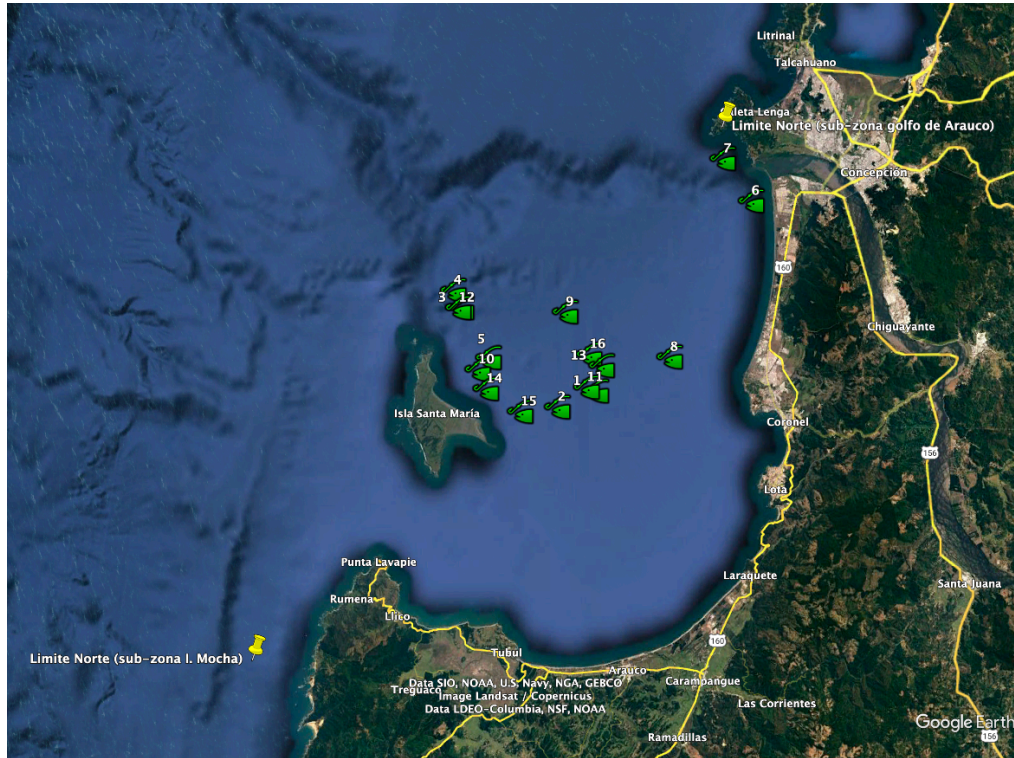 Litrinal
Talcahuano
aleta Lenga
Limite Norte (sub-zona golfo de Arauco)
7
Concepción
6
160
4
3
12
9
Chiguayante
5
16
13
8
10
14
1
11
2
15
Isla Santa María
Coronel
156
Lota
Punta Lavapie
Laraquete
Santa Juana
Rumena
Llico
160
Limite Norte (sub-zona I. Mocha)
Tubul
Arauco
Carampangue
Data SIO, NOAA, U.S. Navy, NGA, GEBCO
Treguaco
Image Landsat / Copernicus
Las Corrientes
Data LDEO-Columbia, NSF, NOAA
Google Earth
Ramadillas
156